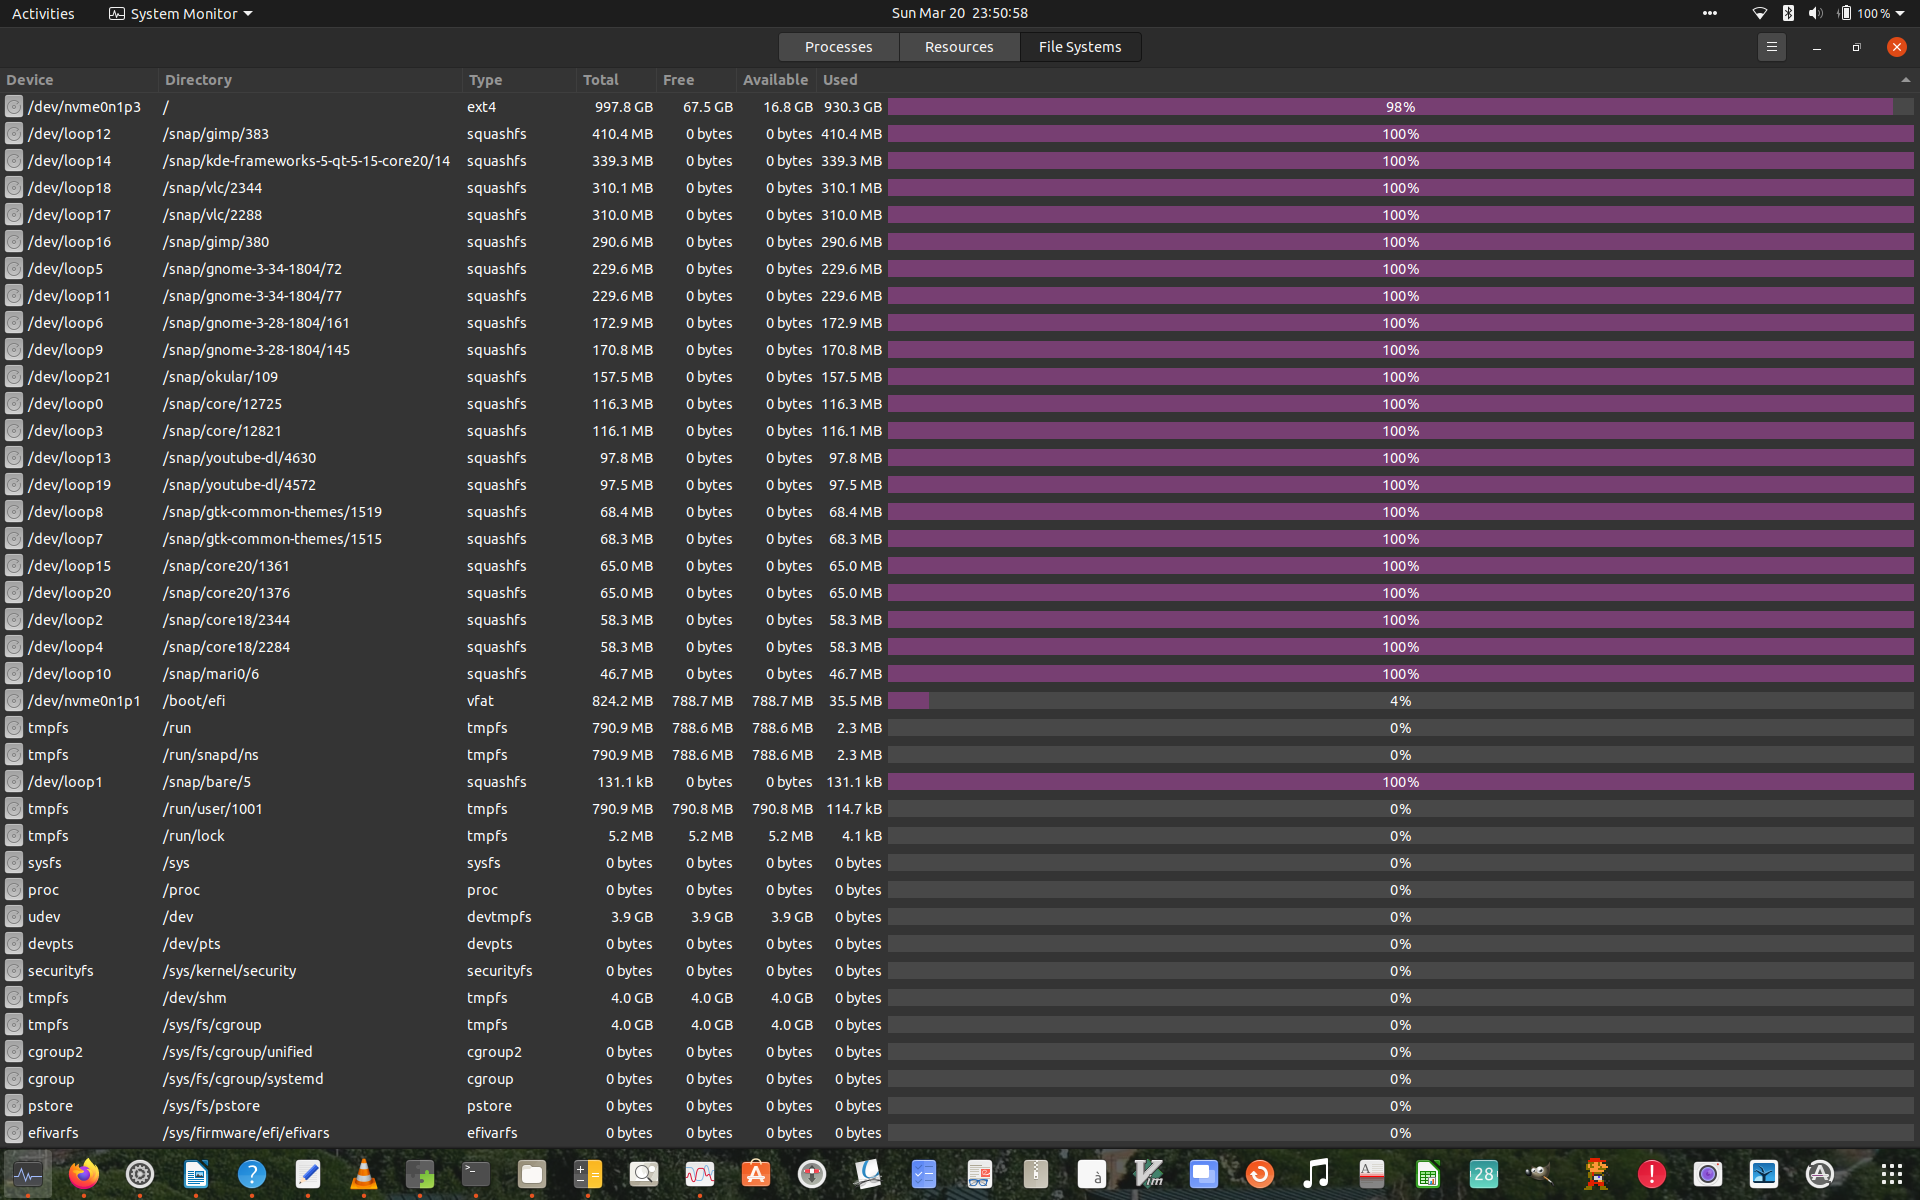 Activities System Monitor Sun Mar 20 23:50:58 100 %
Processes Resources File Systems
Device Directory Type Total Free Available Used
/dev/nvme0n1p3 / ext4 997.8 GB 67.5 GB 16.8 GB 930.3 GB 98%
/dev/loop12 /snap/gimp/383 squashfs 410.4 MB 0 bytes 0 bytes 410.4 MB 100%
/dev/loop14 /snap/kde-frameworks-5-qt-5-15-core20/14 squashfs 339.3 MB 0 bytes 0 bytes 339.3 MB 100%
/dev/loop18 /snap/vlc/2344 squashfs 310.1 MB 0 bytes 0 bytes 310.1 MB 100%
/dev/loop17 /snap/vlc/2288 squashfs 310.0 MB 0 bytes 0 bytes 310.0 MB 100%
/dev/loop16 /snap/gimp/380 squashfs 290.6 MB 0 bytes 0 bytes 290.6 MB 100%
/dev/loop5 /snap/gnome-3-34-1804/72 squashfs 229.6 MB 0 bytes 0 bytes 229.6 MB 100%
/dev/loop11 /snap/gnome-3-34-1804/77 squashfs 229.6 MB 0 bytes 0 bytes 229.6 MB 100%
/dev/loop6 /snap/gnome-3-28-1804/161 squashfs 172.9 MB 0 bytes 0 bytes 172.9 MB 100%
/dev/loop9 /snap/gnome-3-28-1804/145 squashfs 170.8 MB 0 bytes 0 bytes 170.8 MB 100%
/dev/loop21 /snap/okular/109 squashfs 157.5 MB 0 bytes 0 bytes 157.5 MB 100%
/dev/loop0 /snap/core/12725 squashfs 116.3 MB 0 bytes 0 bytes 116.3 MB 100%
/dev/loop3 /snap/core/12821 squashfs 116.1 MB 0 bytes 0 bytes 116.1 MB 100%
/dev/loop13 /snap/youtube-dl/4630 squashfs 97.8 MB 0 bytes 0 bytes 97.8 MB 100%
/dev/loop19 /snap/youtube-dl/4572 squashfs 97.5 MB 0 bytes 0 bytes 97.5 MB 100%
/dev/loop8 /snap/gtk-common-themes/1519 squashfs 68.4 MB 0 bytes 0 bytes 68.4 MB 100%
/dev/loop7 /snap/gtk-common-themes/1515 squashfs 68.3 MB 0 bytes 0 bytes 68.3 MB 100%
/dev/loop15 /snap/core20/1361 squashfs 65.0 MB 0 bytes 0 bytes 65.0 MB 100%
/dev/loop20 /snap/core20/1376 squashfs 65.0 MB 0 bytes 0 bytes 65.0 MB 100%
/dev/loop2 /snap/core18/2344 squashfs 58.3 MB 0 bytes 0 bytes 58.3 MB 100%
/dev/loop4 /snap/core18/2284 squashfs 58.3 MB 0 bytes 0 bytes 58.3 MB 100%
/dev/loop10 /snap/mari0/6 squashfs 46.7 MB 0 bytes 0 bytes 46.7 MB 100%
/dev/nvme0n1p1 /boot/efi vfat 824.2 MB 788.7 MB 788.7 MB 35.5 MB 4%
tmpfs /run tmpfs 790.9 MB 788.6 MB 788.6 MB 2.3 MB 0%
tmpfs /run/snapd/ns tmpfs 790.9 MB 788.6 MB 788.6 MB 2.3 MB 0%
/dev/loop1 /snap/bare/5 squashfs 131.1 kB 0 bytes 0 bytes 131.1 kB 100%
tmpfs /run/user/1001 tmpfs 790.9 MB 790.8 MB 790.8 MB 114.7 kB 0%
tmpfs /run/lock tmpfs 5.2 MB 5.2 MB 5.2 MB 4.1 kB 0%
sysfs /sys sysfs 0 bytes 0 bytes 0 bytes 0 bytes 0%
proc /proc proc 0 bytes 0 bytes 0 bytes 0 bytes 0%
udev /dev devtmpfs 3.9 GB 3.9 GB 3.9 GB 0 bytes 0%
devpts /dev/pts devpts 0 bytes 0 bytes 0 bytes 0 bytes 0%
securityfs /sys/kernel/security securityfs 0 bytes 0 bytes 0 bytes 0 bytes 0%
tmpfs /dev/shm tmpfs 4.0 GB 4.0 GB 4.0 GB 0 bytes 0%
tmpfs /sys/fs/cgroup tmpfs 4.0 GB 4.0 GB 4.0 GB 0 bytes 0%
cgroup2 /sys/fs/cgroup/unified cgroup2 0 bytes 0 bytes 0 bytes 0 bytes 0%
cgroup /sys/fs/cgroup/systemd cgroup 0 bytes 0 bytes 0 bytes 0 bytes 0%
pstore /sys/fs/pstore pstore 0 bytes 0 bytes 0 bytes 0 bytes 0%
efivarfs /sys/firmware/efi/efivars efivarfs 0 bytes 0 bytes 0 bytes 0 bytes 0%
? à Vim A 28 !